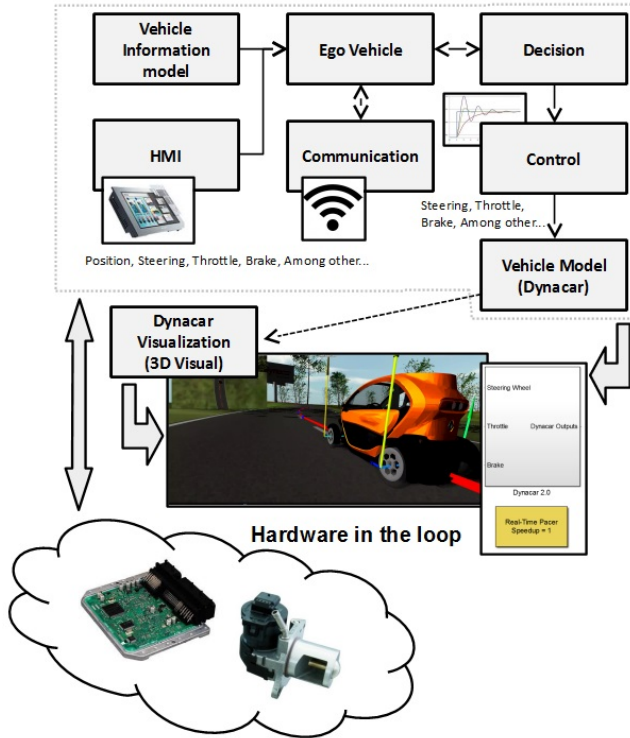 Vehicle
Information
model
Ego Vehicle
Decision
HMI
Communication
Control
Steering, Throttle,
Brake, Among other...
Position, Steering, Throttle, Brake, Among other...
Vehicle Model
(Dynacar)
Dynacar
Visualization
(3D Visual)
Steering Wheel
Throttle
Dynacar Outputs
Brake
Dynacar 2.0
Real-Time Pacer
Speedup = 1
Hardware in the loop